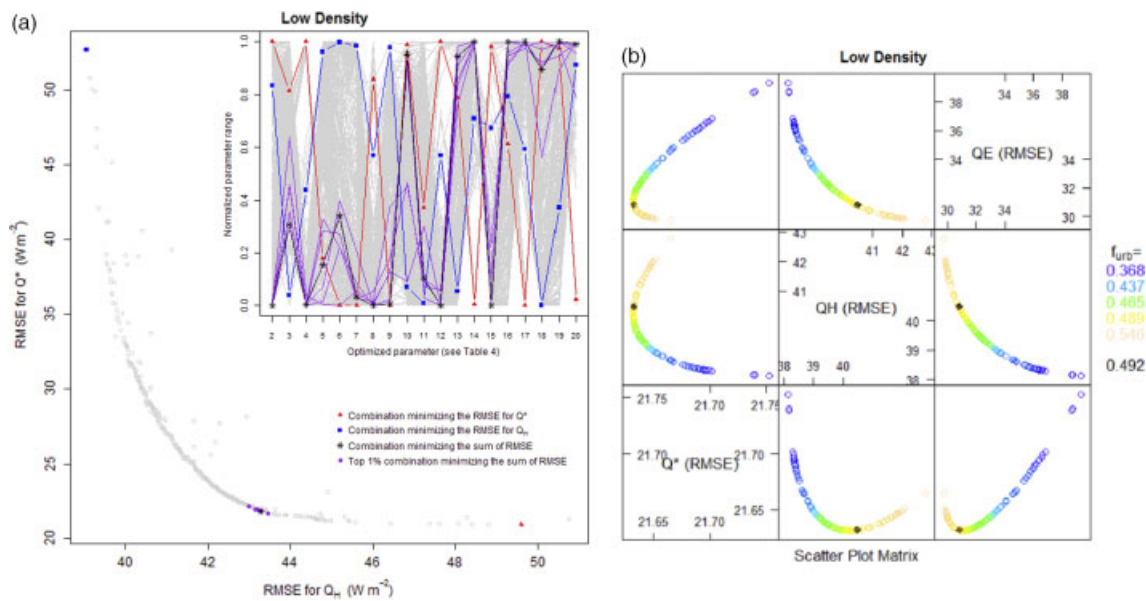 (a)
Low Density
RMSE for Q* (W m-2)
50
45
40
35
30
25
20
40 42 44 46 48 50
RMSE for QH (W m-2)
Normalized parameter range
1.0
0.8
0.6
0.4
0.2
0.0
2 3 4 5 6 7 8 9 10 11 12 13 14 15 16 17 18 19 20
Optimized parameter (see Table 4)
Combination minimizing the RMSE for Q*
Combination minimizing the RMSE for QH
Combination minimizing the sum of RMSE
Top 1% combination minimizing the sum of RMSE
(b)
Low Density
34 36 38
38
36
34
QE (RMSE)
34
32
30
30 32 34
43
42
41
41 42
QH (RMSE)
40
39
38
38 39 40
21.75
21.70 21.75
21.70
Q* (RMSE)
21.70
21.65
21.65 21.70
Scatter Plot Matrix
furb=
0.368
0.437
0.465
0.489
0.546
0.492